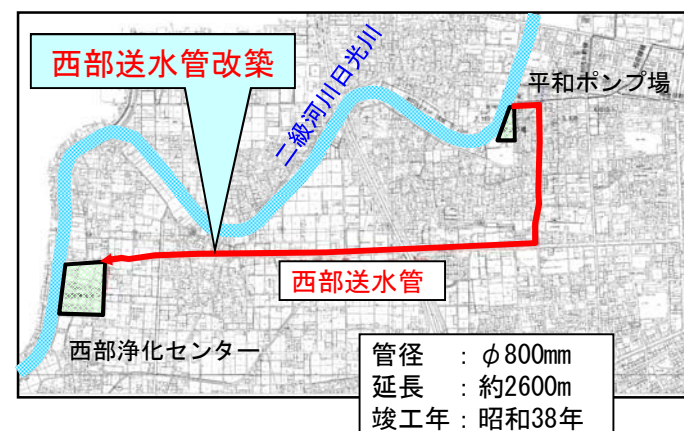 西部送水管改築
二級河川日光川
平和ポンプ場
西部送水管
西部浄化センター
管径　：φ800mm
延長　：約2600m
竣工年：昭和38年